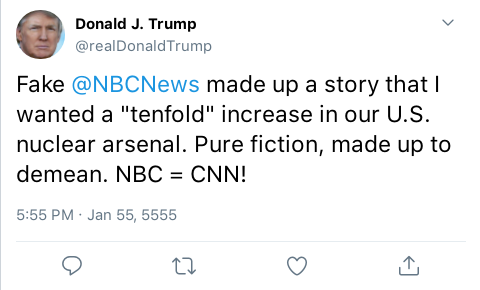 Donald J. Trump
@realDonaldTrump
Fake @NBCNews made up a story that I
wanted a "tenfold" increase in our U.S.
nuclear arsenal. Pure fiction, made up to
demean. NBC = CNN!
5:55 PM · Jan 55, 5555